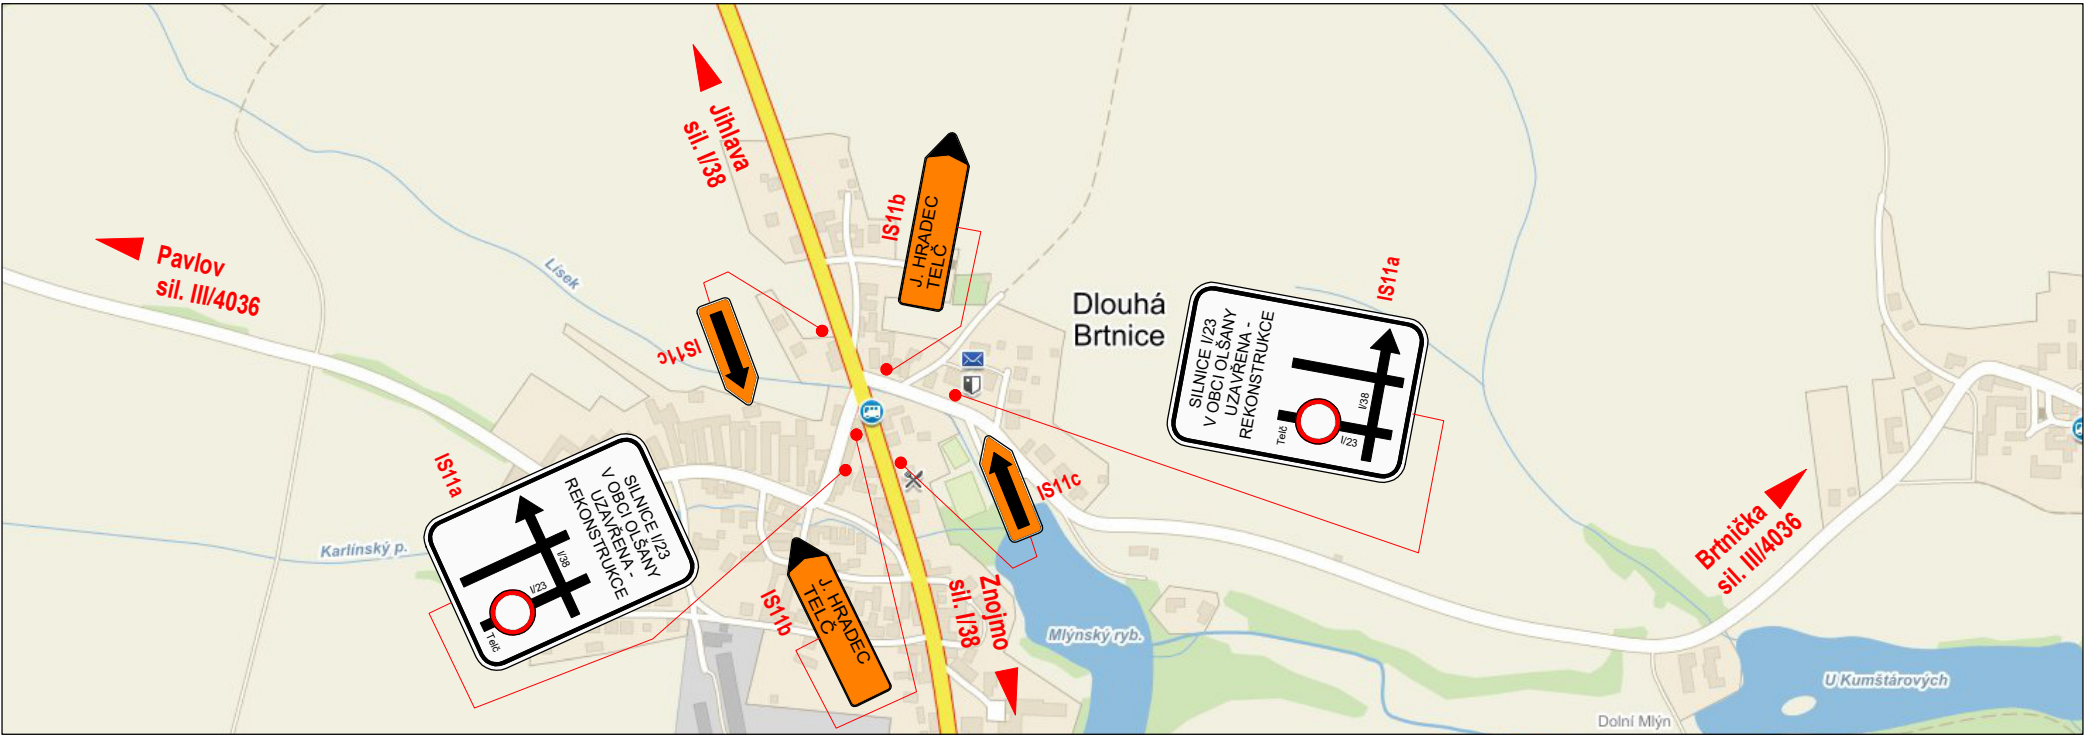 Jihlava
sil. I/38
Pavlov
sil. III/4036
Lísek
IS11c
IS11b
J. HRADEC
TELČ
Dlouhá
Brtnice
IS11a
SILNICE I/23
V OBCI OLŠANY
UZAVŘENA -
REKONSTRUKCE
Telč
I/23
I/38
IS11a
SILNICE I/23
V OBCI OLŠANY
UZAVŘENA -
REKONSTRUKCE
Telč
I/23
I/38
Karlínský p.
IS11b
J. HRADEC
TELČ
IS11c
Znojmo
sil. I/38
Mlýnský ryb.
Brtnička
sil. III/4036
U Kumštárových
Dolní Mlýn